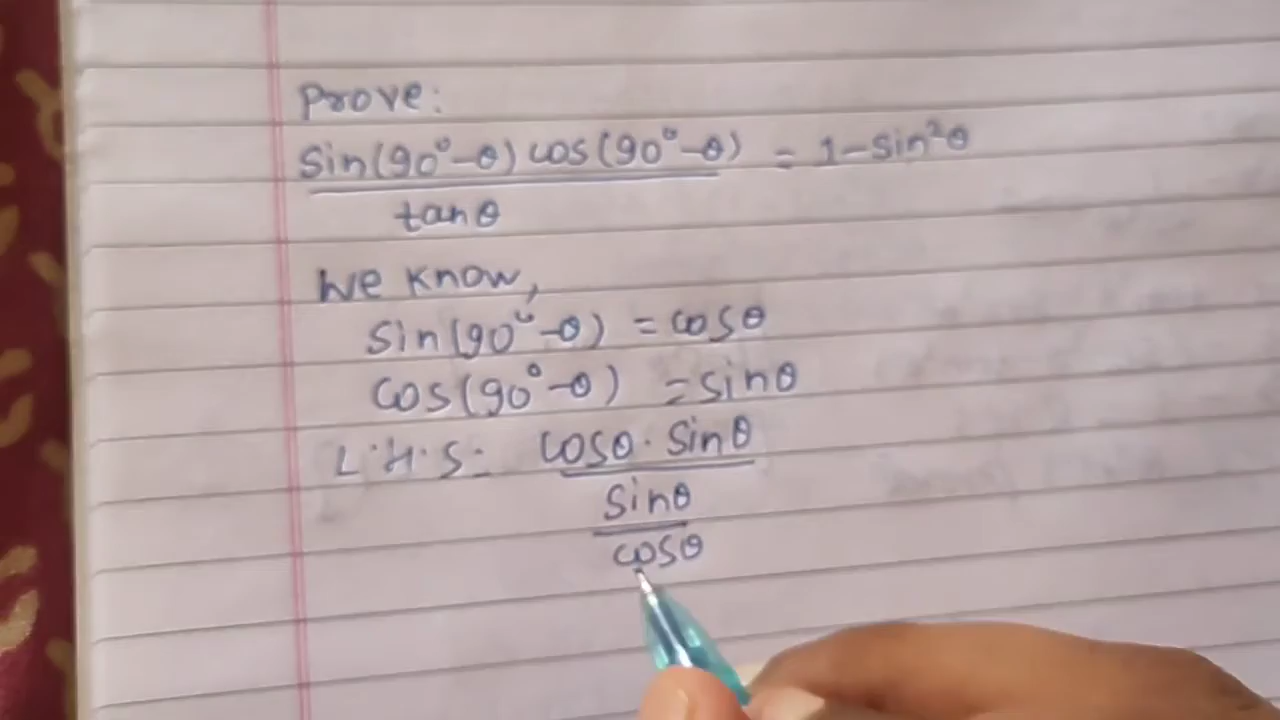 Prove:
sin(90°-θ) cos(90°-θ) = 1-sin²θ
tanθ
We know,
sin(90°-θ) = cosθ
cos(90°-θ) = sinθ
L.H.S = cosθ · sinθ
sinθ
cosθ